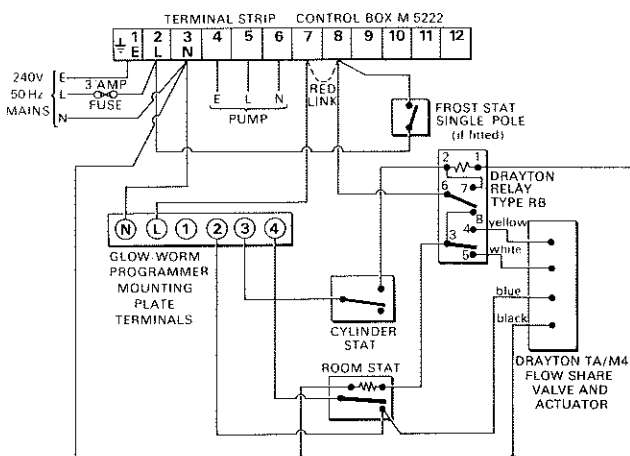 TERMINAL STRIP CONTROL BOX M 5222
1 2 3 4 5 6 7 8 9 10 11 12
E L N
240V
50 Hz
MAINS
E
L
N
3 AMP
FUSE
E L N
PUMP
RED
LINK
FROST STAT
SINGLE POLE
(if fitted)
2 1
DRAYTON
RELAY
TYPE RB
6 7
8
4
3
5
yellow
white
blue
black
N L 1 2 3 4
GLOW-WORM
PROGRAMMER
MOUNTING
PLATE
TERMINALS
CYLINDER
STAT
ROOM STAT
DRAYTON TA/M4
FLOW SHARE
VALVE AND
ACTUATOR